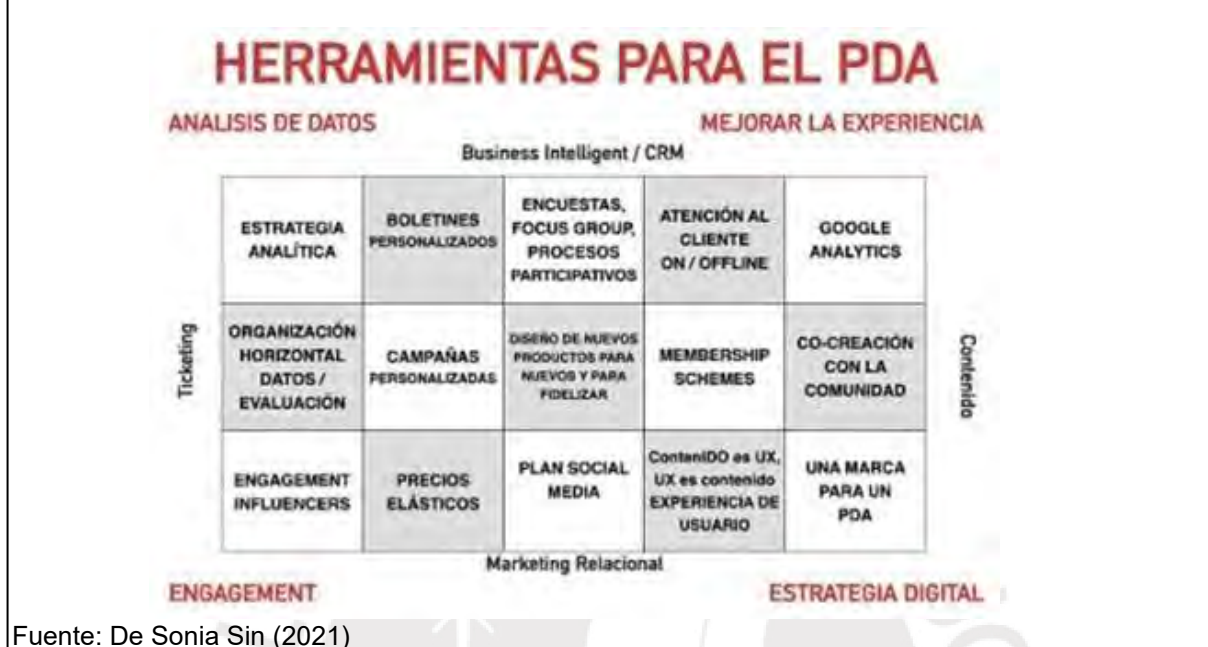 HERRAMIENTAS PARA EL PDA
ANALISIS DE DATOS
MEJORAR LA EXPERIENCIA
Business Intelligent / CRM
ESTRATEGIA
ANALÍTICA
BOLETINES
PERSONALIZADOS
ENCUESTAS,
FOCUS GROUP,
PROCESOS
PARTICIPATIVOS
ATENCIÓN AL
CLIENTE
ON / OFFLINE
GOOGLE
ANALYTICS
Ticketing
ORGANIZACIÓN
HORIZONTAL
DATOS /
EVALUACIÓN
CAMPAÑAS
PERSONALIZADAS
DISEÑO DE NUEVOS
PRODUCTOS PARA
NUEVOS Y PARA
FIDELIZAR
MEMBERSHIP
SCHEMES
CO-CREACIÓN
CON LA
COMUNIDAD
Contenido
ENGAGEMENT
INFLUENCERS
PRECIOS
ELÁSTICOS
PLAN SOCIAL
MEDIA
ConteniDO es UX,
UX es contenido
EXPERIENCIA DE
USUARIO
UNA MARCA
PARA UN
PDA
Marketing Relacional
ENGAGEMENT
ESTRATEGIA DIGITAL
Fuente: De Sonia Sin (2021)